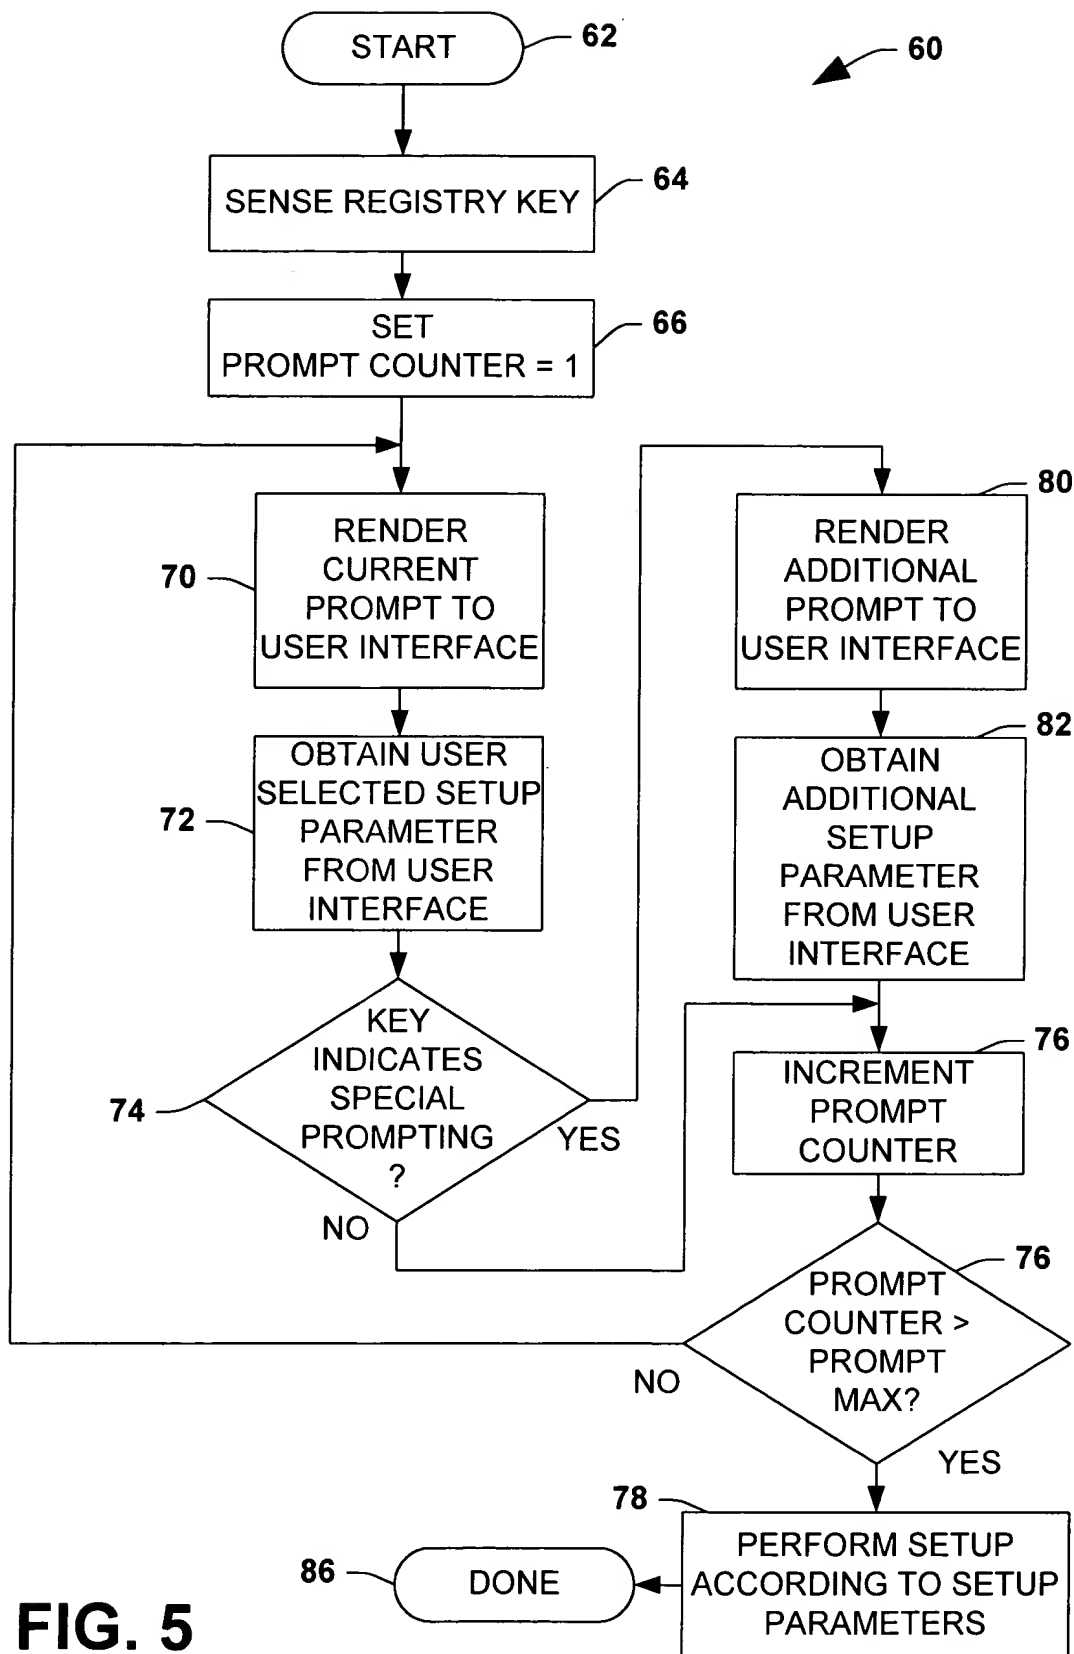 START
62
60
SENSE REGISTRY KEY
64
SET
PROMPT COUNTER = 1
66
RENDER
CURRENT
PROMPT TO
USER INTERFACE
70
OBTAIN USER
SELECTED SETUP
PARAMETER
FROM USER
INTERFACE
72
KEY
INDICATES
SPECIAL
PROMPTING
?
74
YES
NO
80
RENDER
ADDITIONAL
PROMPT TO
USER INTERFACE
82
OBTAIN
ADDITIONAL
SETUP
PARAMETER
FROM USER
INTERFACE
76
INCREMENT
PROMPT
COUNTER
76
PROMPT
COUNTER >
PROMPT
MAX?
NO
YES
78
PERFORM SETUP
ACCORDING TO SETUP
PARAMETERS
86
DONE
FIG. 5